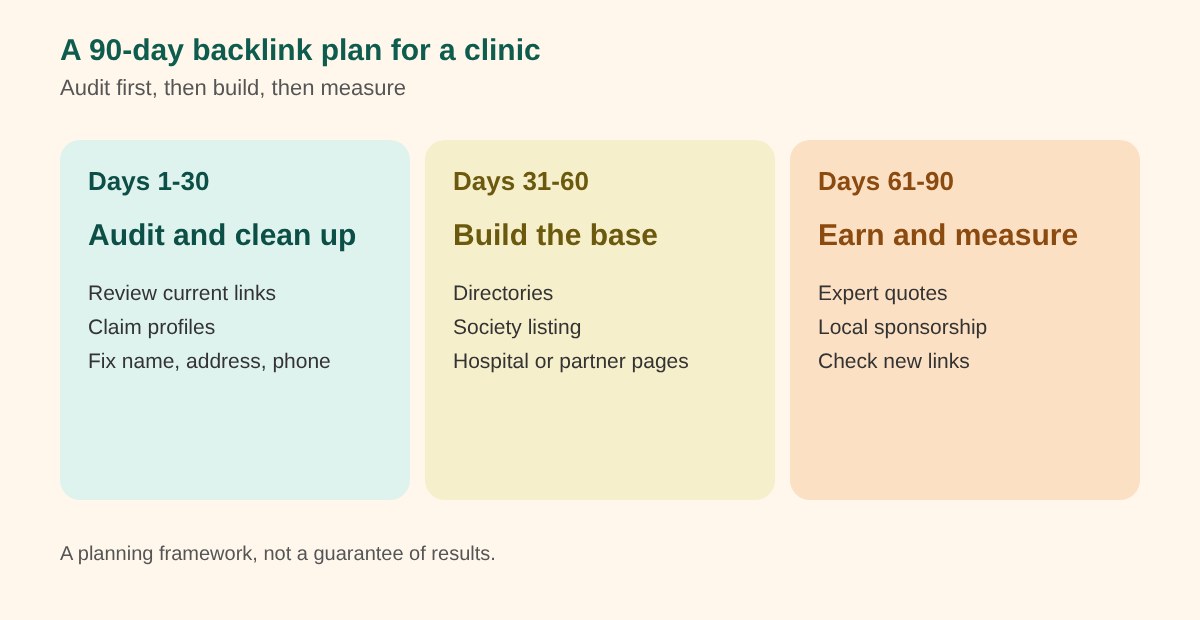 A 90-day backlink plan for a clinic
Audit first, then build, then measure
Days 1-30
Audit and clean up
Review current links
Claim profiles
Fix name, address, phone
Days 31-60
Build the base
Directories
Society listing
Hospital or partner pages
Days 61-90
Earn and measure
Expert quotes
Local sponsorship
Check new links
A planning framework, not a guarantee of results.